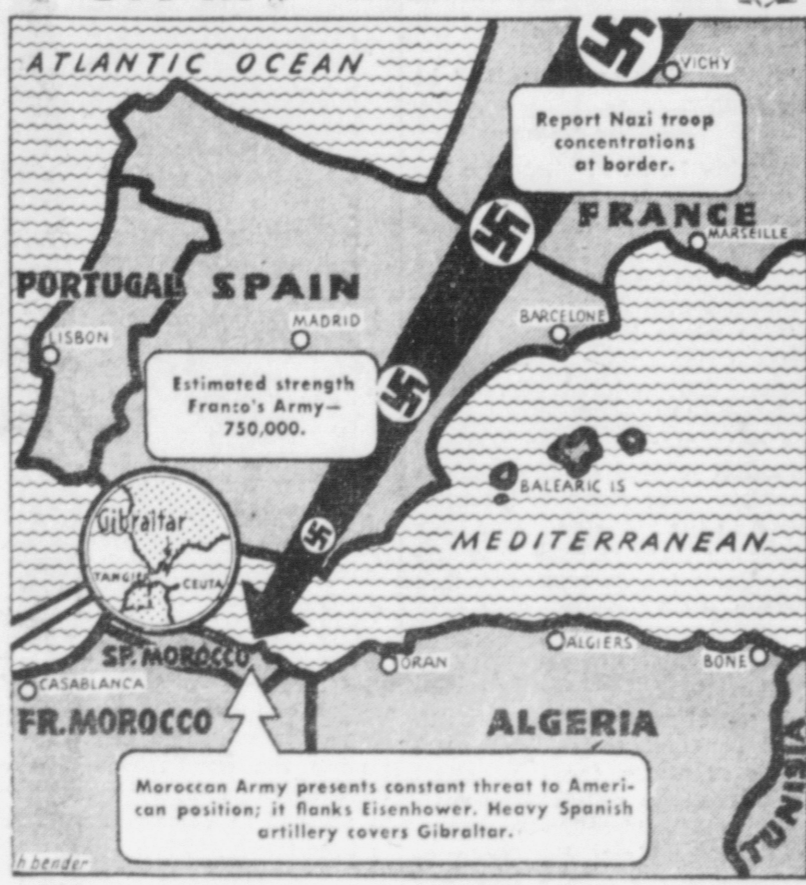 ATLANTIC OCEAN
VICHY
Report Nazi troop
concentrations
at border.
FRANCE
MARSEILLE
PORTUGAL SPAIN
MADRID
BARCELONE
LISBON
Estimated strength
Franco's Army—
750,000.
BALEARIC IS
Gibraltar
MEDITERRANEAN
TANGIER
CEUTA
SP. MOROCCO
ORAN
ALGIERS
BONE
CASABLANCA
FR. MOROCCO
ALGERIA
TUNISIA
Moroccan Army presents constant threat to Ameri-
can position; it flanks Eisenhower. Heavy Spanish
artillery covers Gibraltar.
h bender